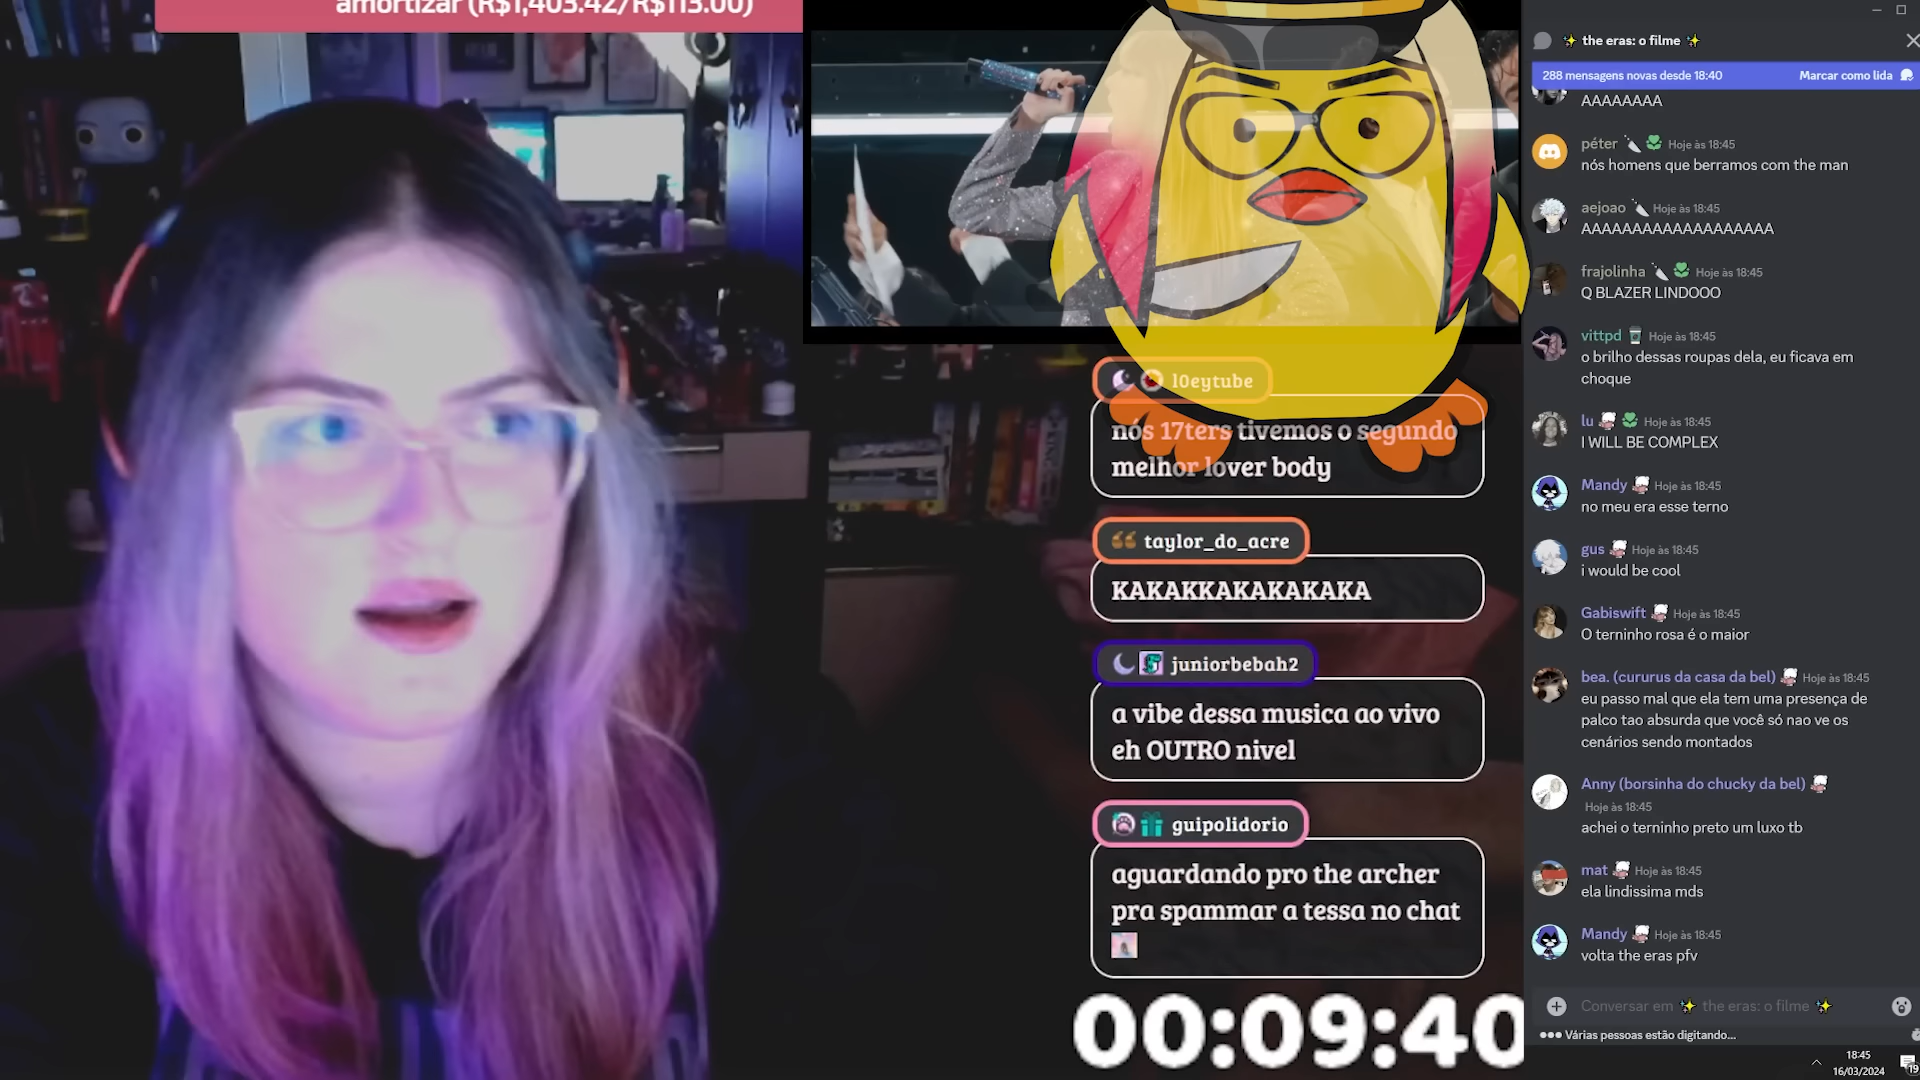 amortizar (R$1,403.42/R$113.00)
l0eytube
nós 17ters tivemos o segundo
melhor lover body
taylor_do_acre
KAKAKKAKAKAKAKA
juniorbebah2
a vibe dessa musica ao vivo
eh OUTRO nivel
guipolidorio
aguardando pro the archer
pra spammar a tessa no chat
00:09:40
✨ the eras: o filme ✨
288 mensagens novas desde 18:40 Marcar como lida
AAAAAAAA
péter Hoje às 18:45
nós homens que berramos com the man
aejoao Hoje às 18:45
AAAAAAAAAAAAAAAAAAA
frajolinha Hoje às 18:45
Q BLAZER LINDOOO
vittpd Hoje às 18:45
o brilho dessas roupas dela, eu ficava em
choque
lu Hoje às 18:45
I WILL BE COMPLEX
Mandy Hoje às 18:45
no meu era esse terno
gus Hoje às 18:45
i would be cool
Gabiswift Hoje às 18:45
O terninho rosa é o maior
bea. (cururus da casa da bel) Hoje às 18:45
eu passo mal que ela tem uma presença de
palco tao absurda que você só nao ve os
cenários sendo montados
Anny (borsinha do chucky da bel)
Hoje às 18:45
achei o terninho preto um luxo tb
mat Hoje às 18:45
ela lindissima mds
Mandy Hoje às 18:45
volta the eras pfv
Conversar em ✨ the eras: o filme ✨
Várias pessoas estão digitando...
18:45
16/03/2024
19